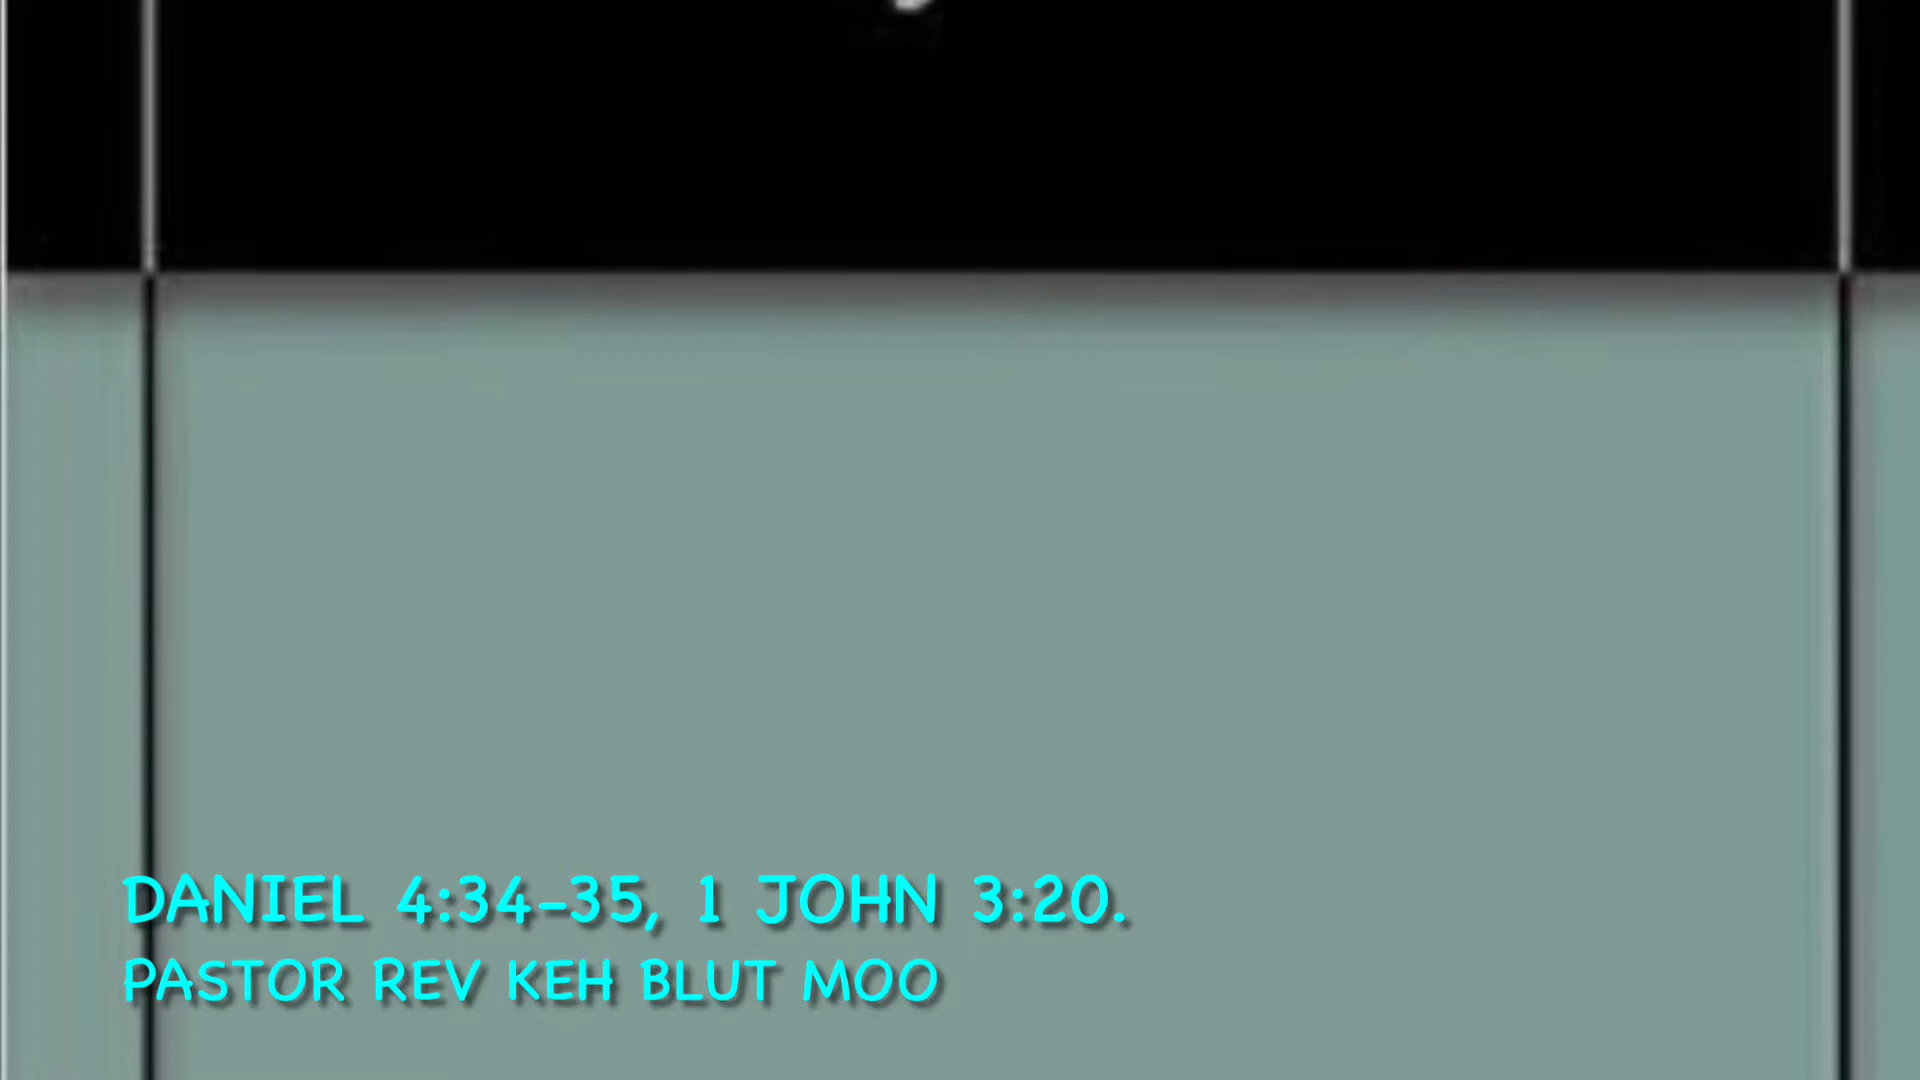 DANIEL 4:34-35, 1 JOHN 3:20.
PASTOR REV KEH BLUT MOO